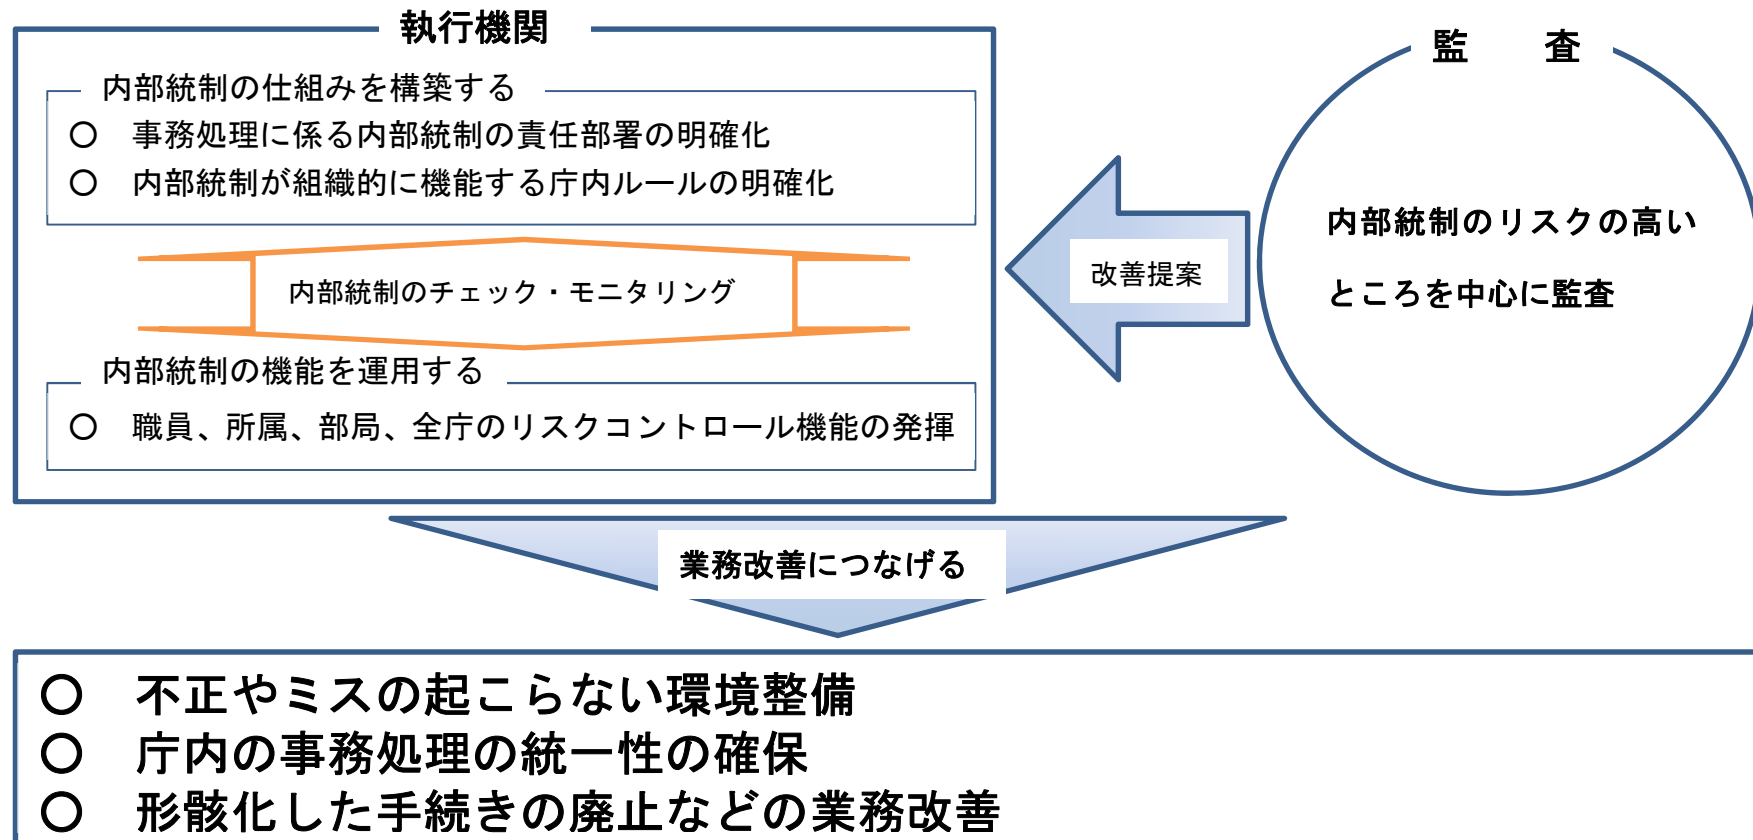 執行機関
内部統制の仕組みを構築する
○ 事務処理に係る内部統制の責任部署の明確化
○ 内部統制が組織的に機能する庁内ルールの明確化
内部統制のチェック・モニタリング
内部統制の機能を運用する
○ 職員、所属、部局、全庁のリスクコントロール機能の発揮
改善提案
監 査
内部統制のリスクの高い
ところを中心に監査
業務改善につなげる
○ 不正やミスの起こらない環境整備
○ 庁内の事務処理の統一性の確保
○ 形骸化した手続きの廃止などの業務改善